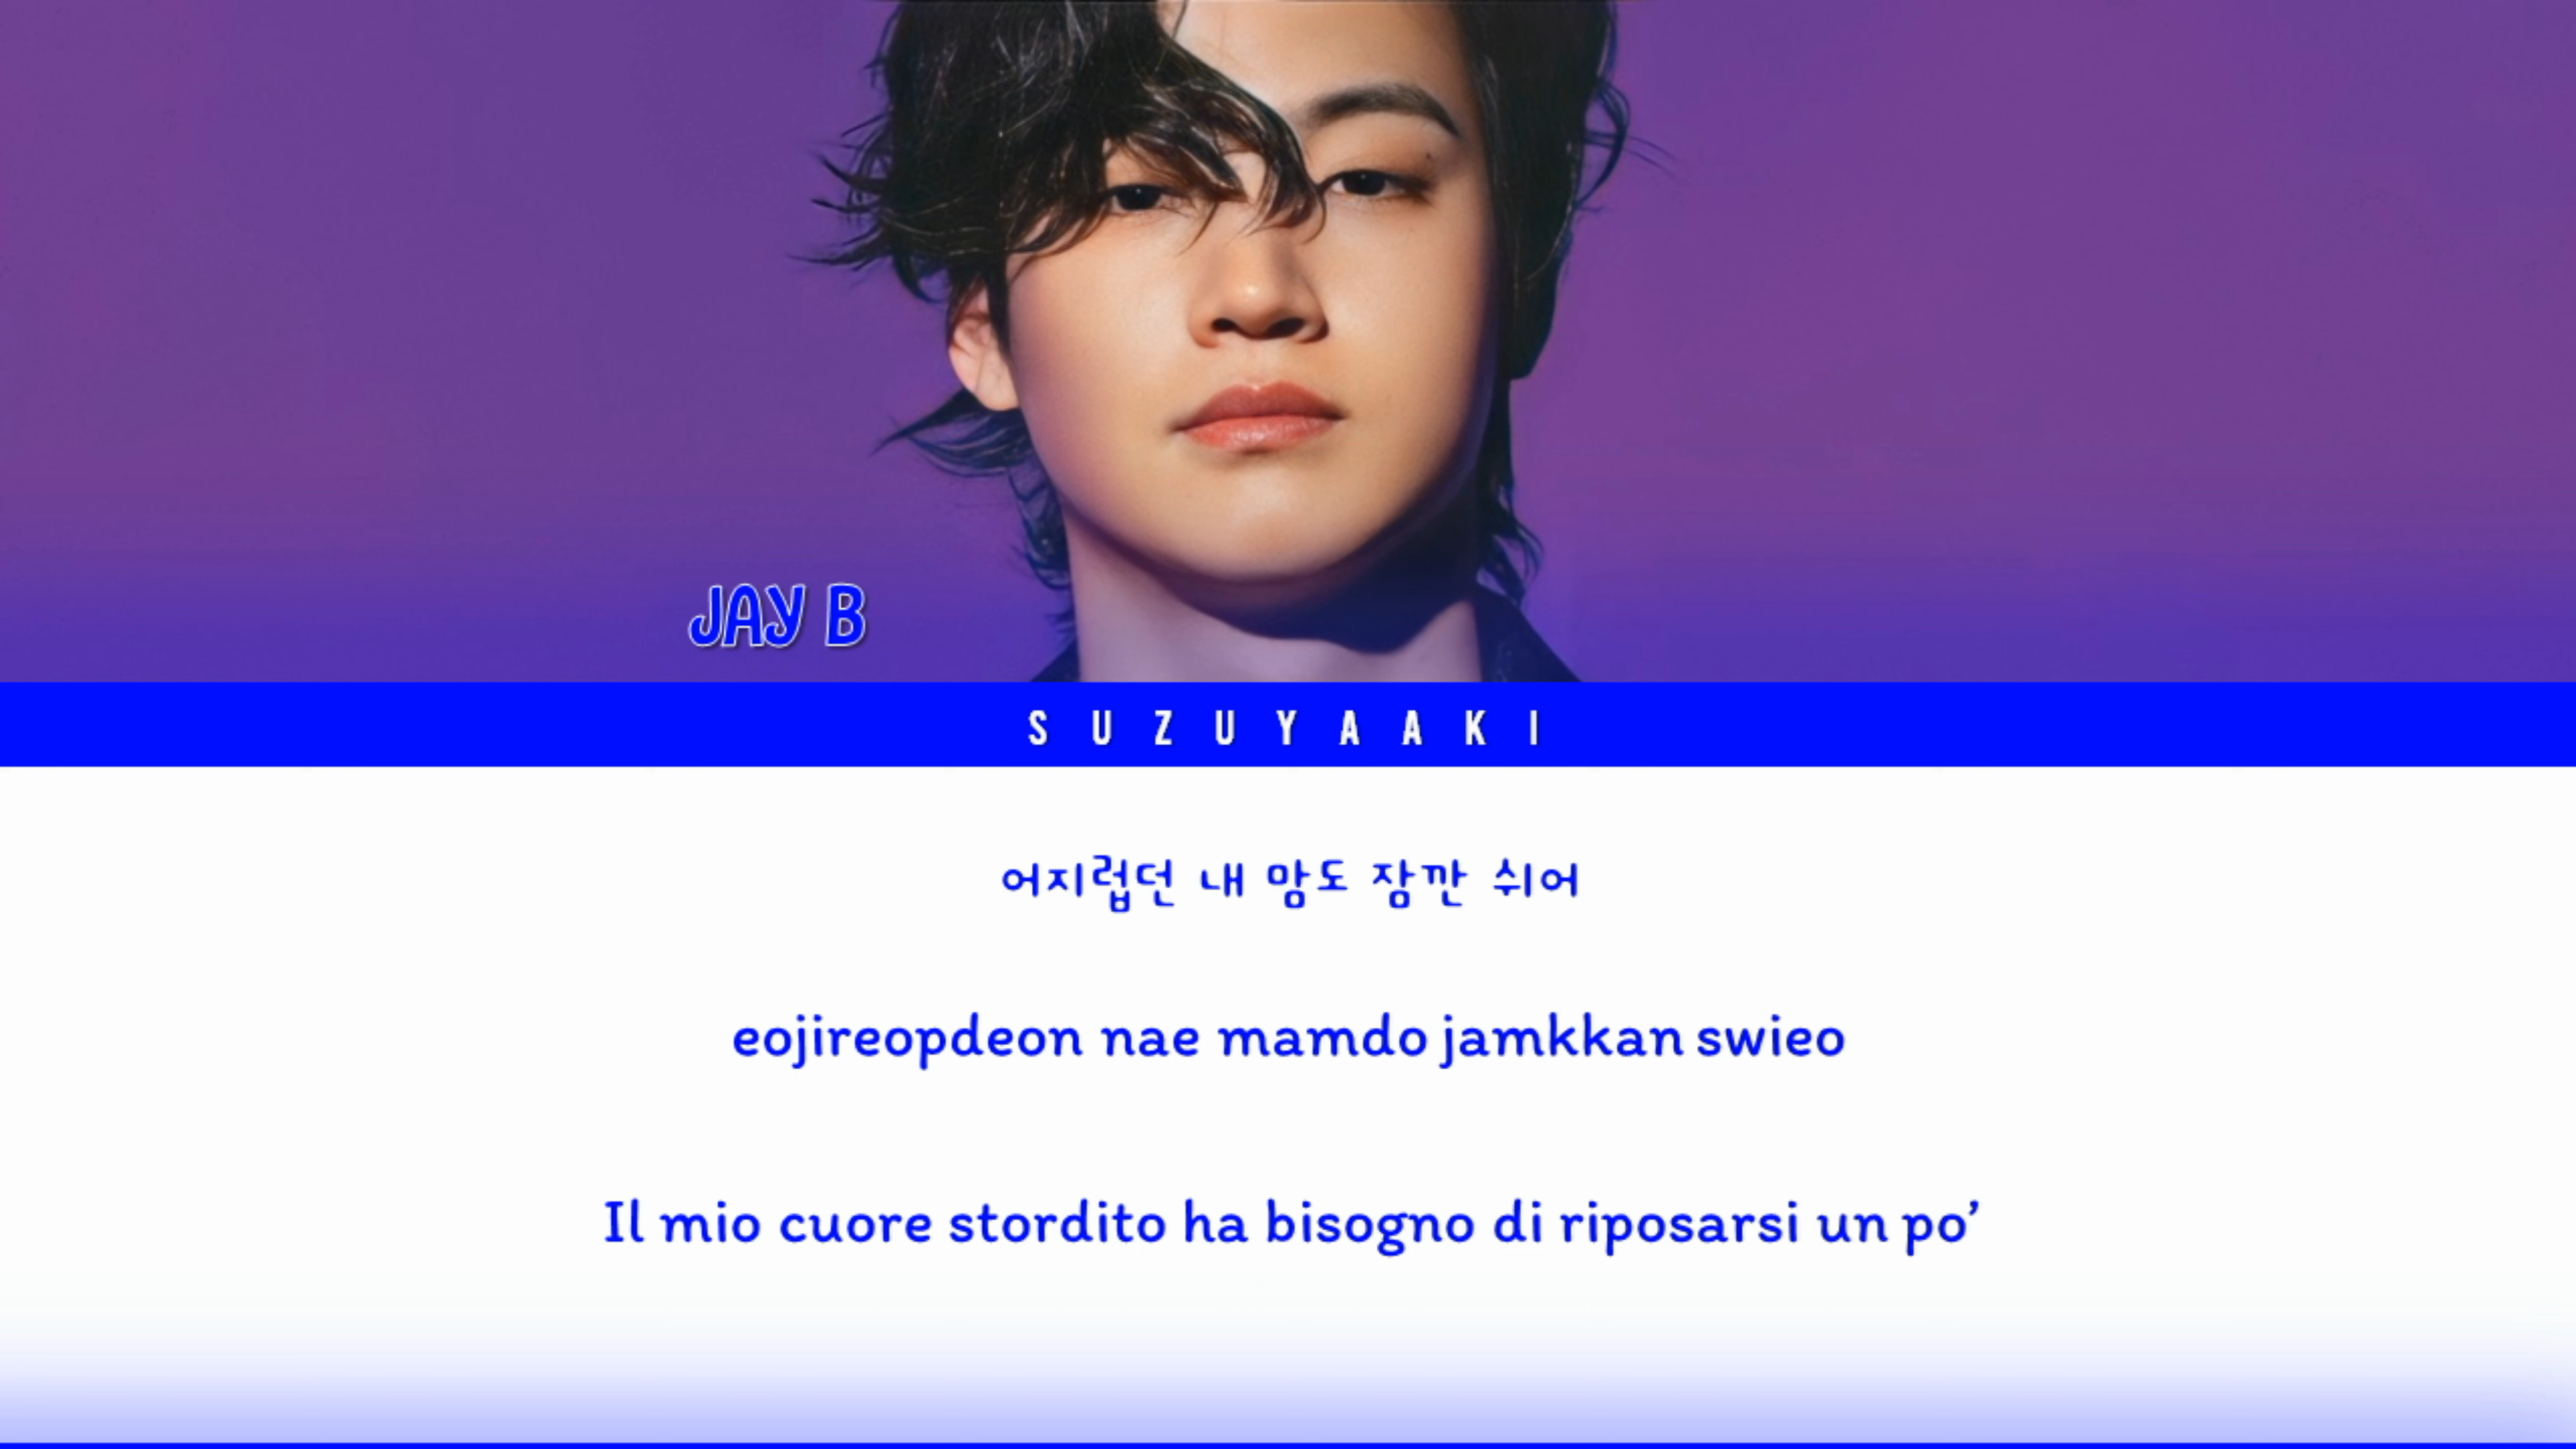 JAY B
SUZUYAAKI
어지럽던 내 맘도 잠깐 쉬어
eojireopdeon nae mamdo jamkkan swieo
Il mio cuore stordito ha bisogno di riposarsi un po’